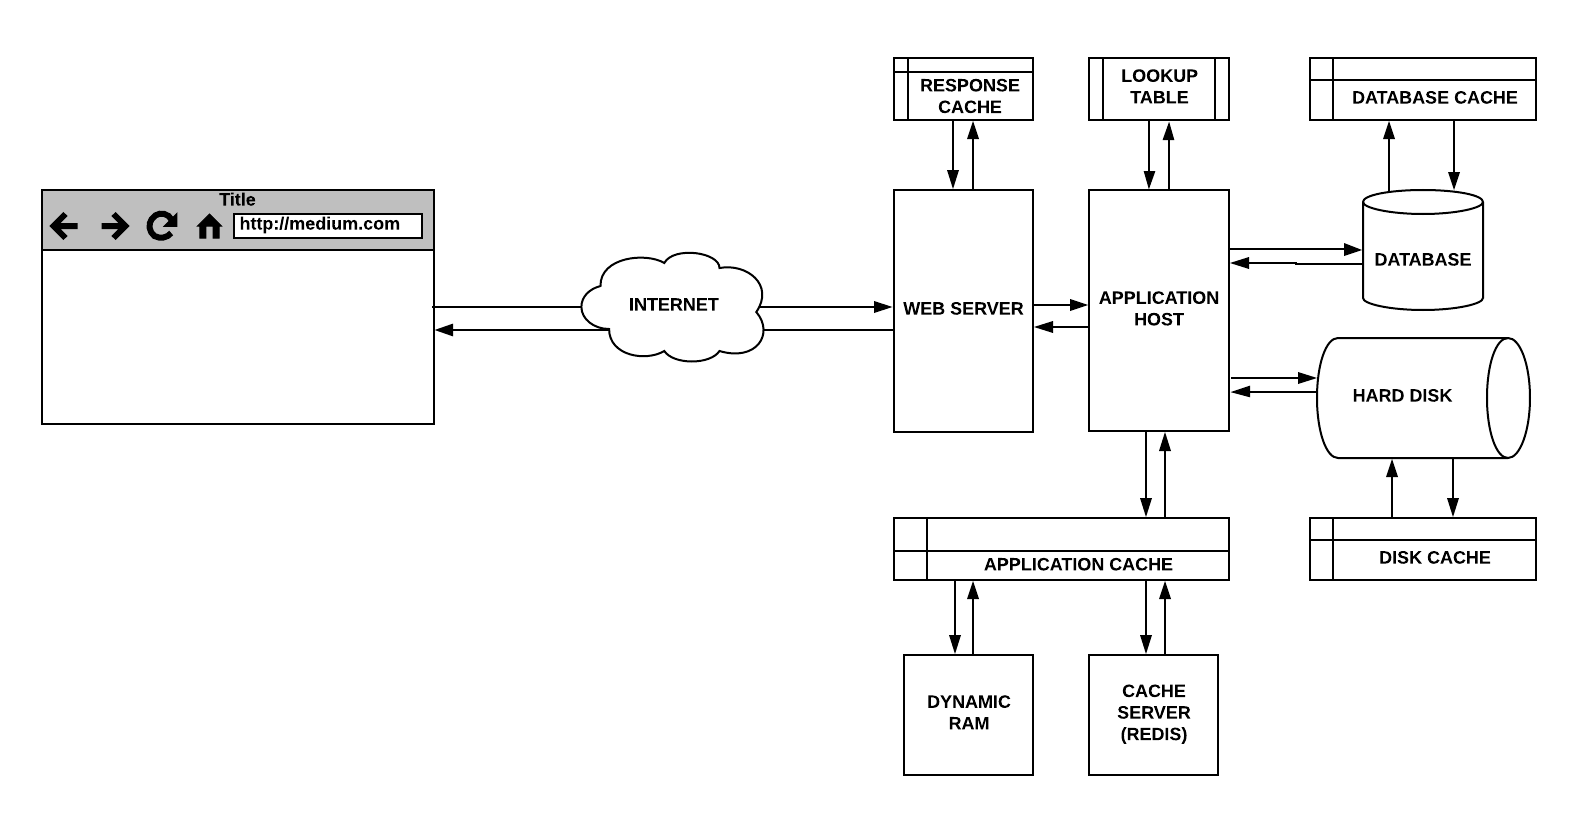 RESPONSE
CACHE
LOOKUP
TABLE
DATABASE CACHE
Title
http://medium.com
INTERNET
WEB SERVER
APPLICATION
HOST
DATABASE
HARD DISK
APPLICATION CACHE
DISK CACHE
DYNAMIC
RAM
CACHE
SERVER
(REDIS)